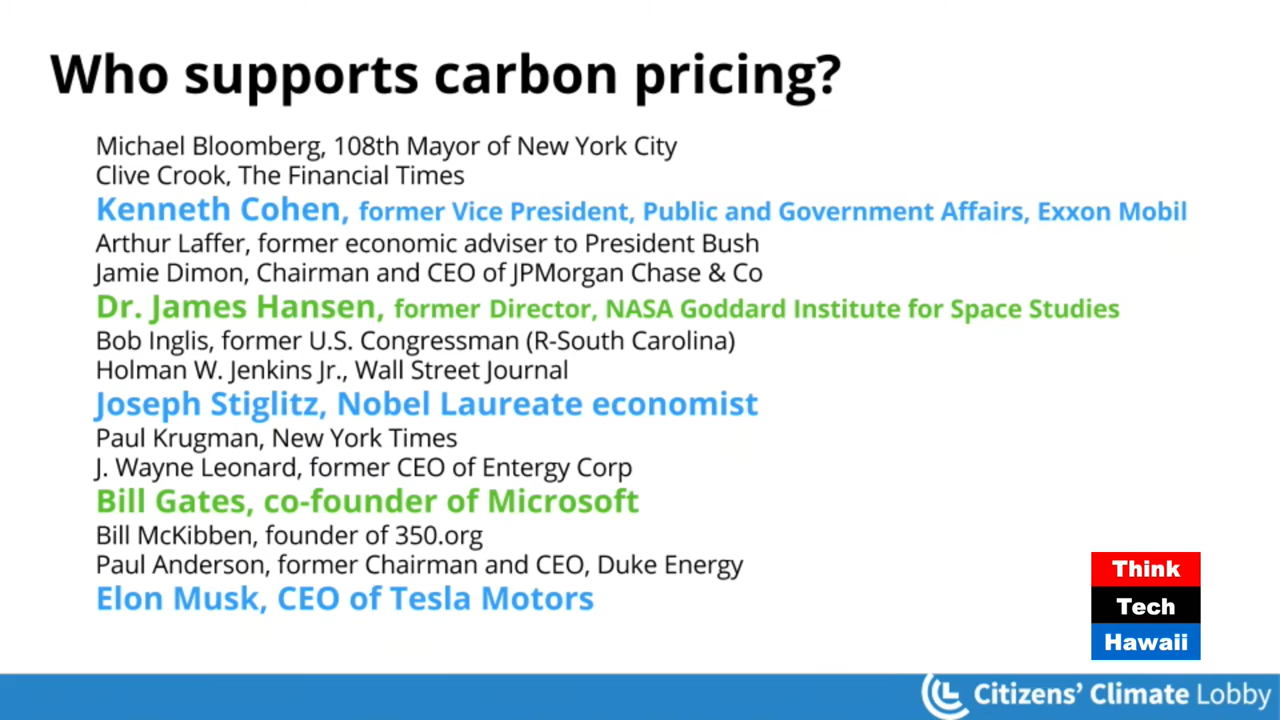 Who supports carbon pricing?
Michael Bloomberg, 108th Mayor of New York City
Clive Crook, The Financial Times
Kenneth Cohen, former Vice President, Public and Government Affairs, Exxon Mobil
Arthur Laffer, former economic adviser to President Bush
Jamie Dimon, Chairman and CEO of JPMorgan Chase & Co
Dr. James Hansen, former Director, NASA Goddard Institute for Space Studies
Bob Inglis, former U.S. Congressman (R-South Carolina)
Holman W. Jenkins Jr., Wall Street Journal
Joseph Stiglitz, Nobel Laureate economist
Paul Krugman, New York Times
J. Wayne Leonard, former CEO of Entergy Corp
Bill Gates, co-founder of Microsoft
Bill McKibben, founder of 350.org
Paul Anderson, former Chairman and CEO, Duke Energy
Elon Musk, CEO of Tesla Motors
Think
Tech
Hawaii
Citizens' Climate Lobby